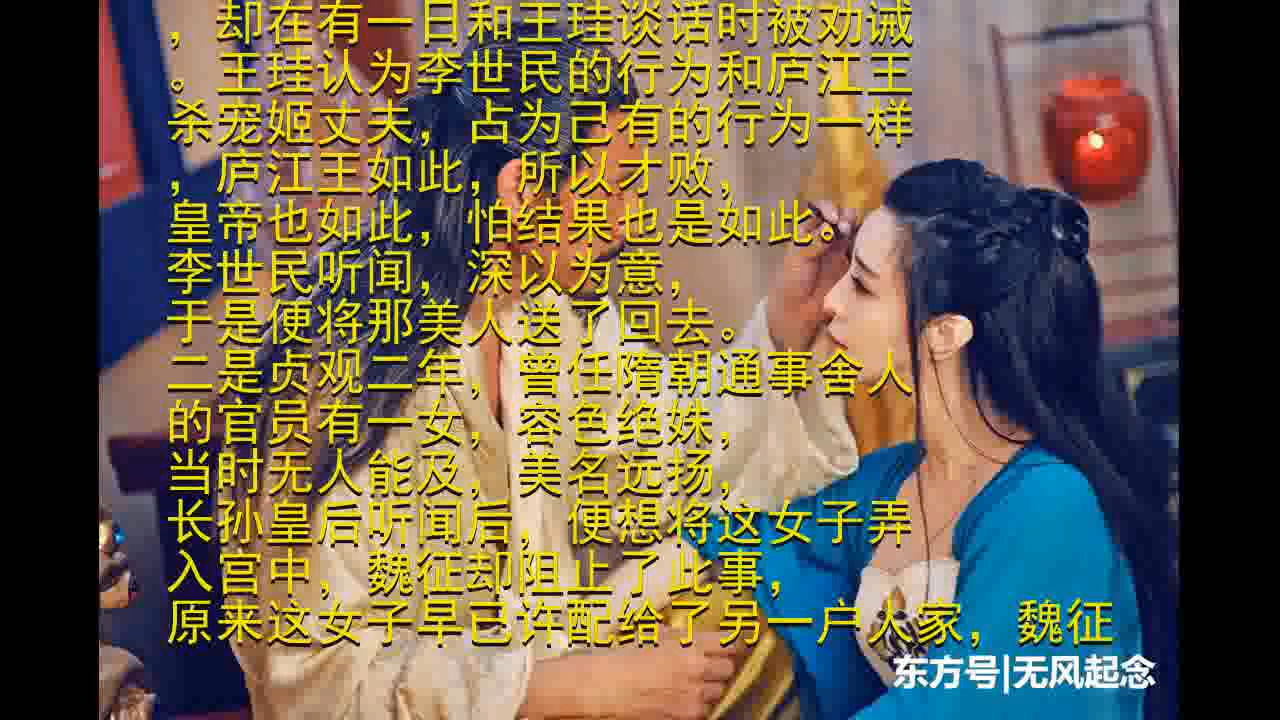 ，却在有一日和王珪谈话时被劝诫
。王珪认为李世民的行为和庐江王
杀宠姬丈夫，占为己有的行为一样
，庐江王如此，所以才败，
皇帝也如此，怕结果也是如此。
李世民听闻，深以为意，
于是便将那美人送了回去。
二是贞观二年，曾任隋朝通事舍人
的官员有一女，容色绝姝，
当时无人能及，美名远扬，
长孙皇后听闻后，便想将这女子弄
入宫中，魏征却阻止了此事，
原来这女子早已许配给了另一户人家，魏征
东方号|无风起念